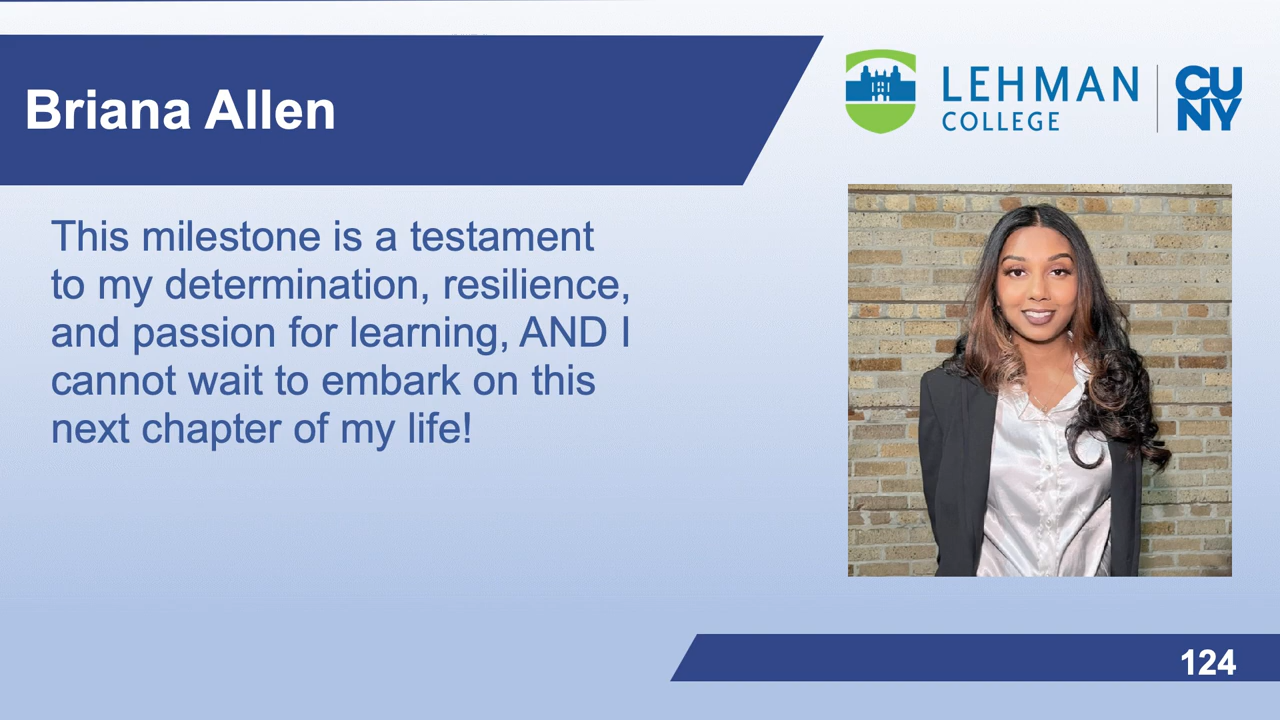 Briana Allen
LEHMAN
COLLEGE
CU
NY
This milestone is a testament
to my determination, resilience,
and passion for learning, AND I
cannot wait to embark on this
next chapter of my life!
124